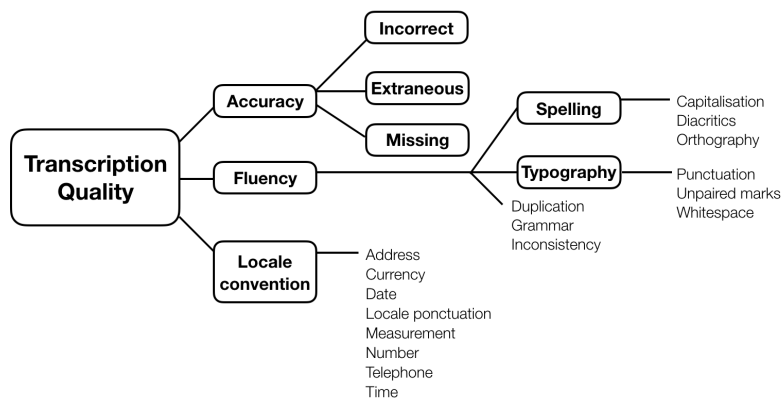 Transcription
Quality
Accuracy
Incorrect
Extraneous
Missing
Fluency
Spelling
Capitalisation
Diacritics
Orthography
Typography
Punctuation
Unpaired marks
Whitespace
Duplication
Grammar
Inconsistency
Locale
convention
Address
Currency
Date
Locale ponctuation
Measurement
Number
Telephone
Time